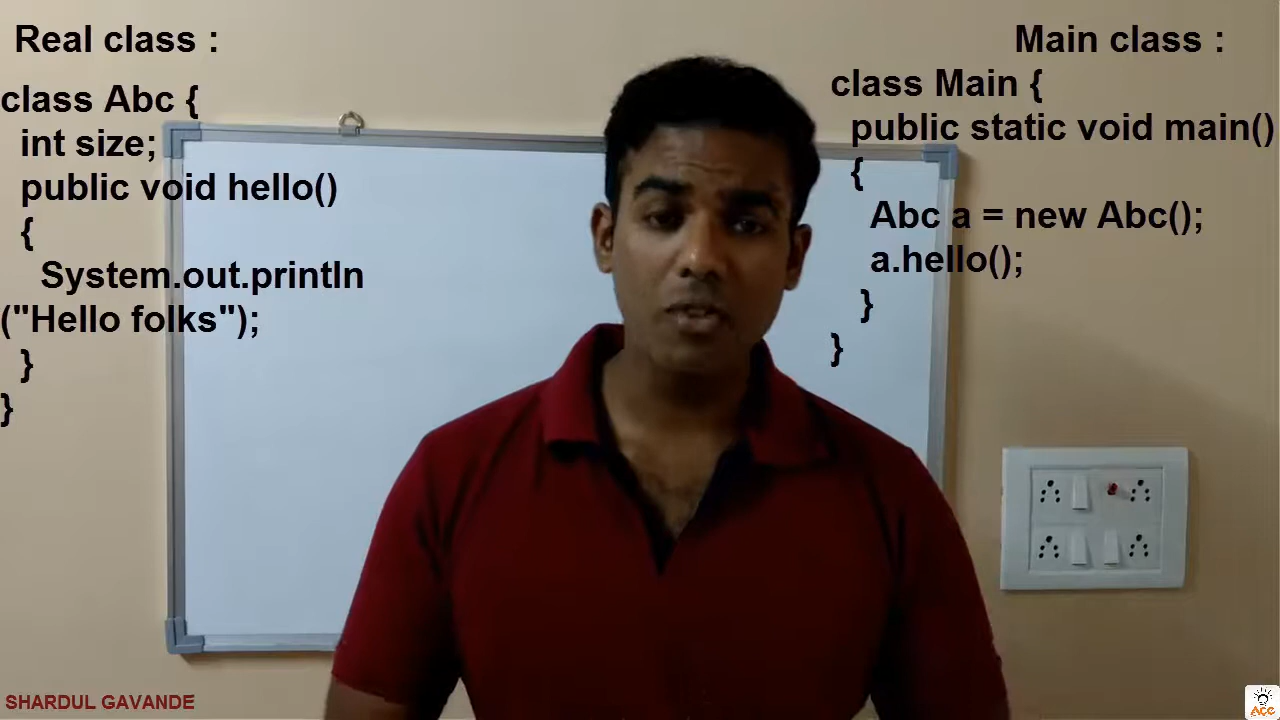 Real class :
class Abc {
int size;
public void hello()
{
System.out.println
("Hello folks");
}
}
Main class :
class Main {
public static void main()
{
Abc a = new Abc();
a.hello();
}
}
SHARDUL GAVANDE
ACE